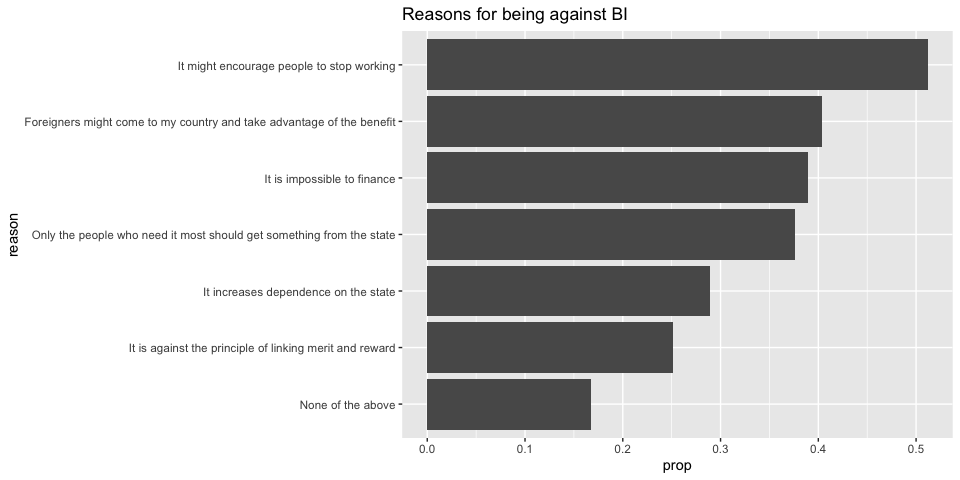 Reasons for being against BI
reason
It might encourage people to stop working
Foreigners might come to my country and take advantage of the benefit
It is impossible to finance
Only the people who need it most should get something from the state
It increases dependence on the state
It is against the principle of linking merit and reward
None of the above
0.0 0.1 0.2 0.3 0.4 0.5
prop